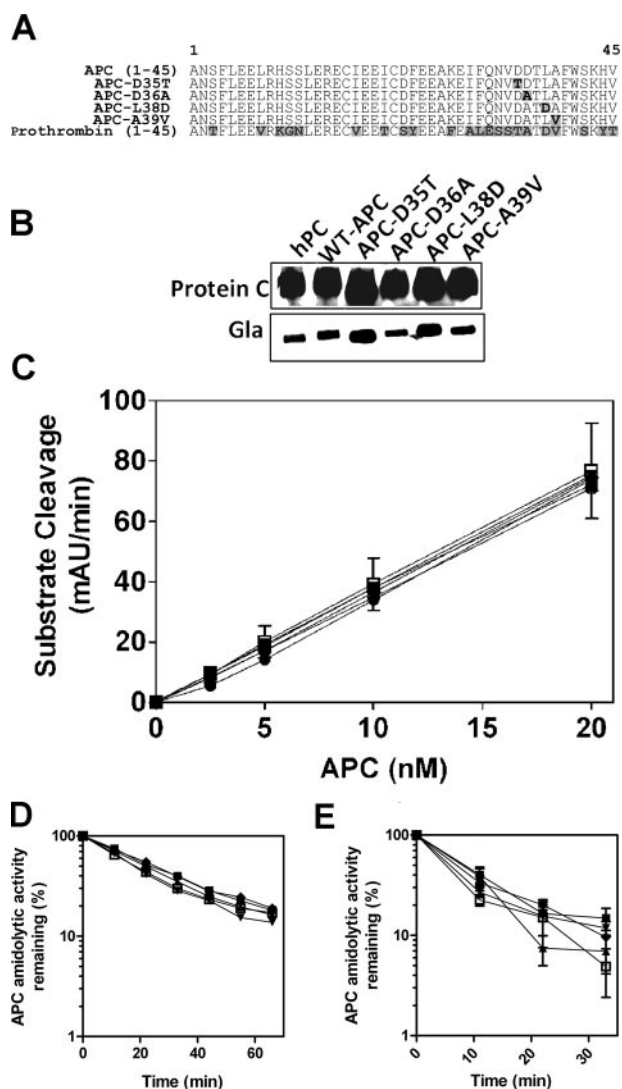 A
1 45
APC (1-45) ANSFLEELRHSSLERECIEEICDFEEAKEIFQNVDDTLAFWSKHV
APC-D35T ANSFLEELRHSSLERECIEEICDFEEAKEIFQNVTDTLAFWSKHV
APC-D36A ANSFLEELRHSSLERECIEEICDFEEAKEIFQNVDATLAFWSKHV
APC-L38D ANSFLEELRHSSLERECIEEICDFEEAKEIFQNVDDTDAFWSKHV
APC-A39V ANSFLEELRHSSLERECIEEICDFEEAKEIFQNVDDTLVFWSKHV
Prothrombin (1-45) ANTFLEEVRKGNLERECVEETCSYEEAFEALESSTATDVFWSKYT
B
hPC WT-APC APC-D35T APC-D36A APC-L38D APC-A39V
Protein C
Gla
C
Substrate Cleavage
(mAU/min)
100
80
60
40
20
0
0 5 10 15 20
APC (nM)
D
APC amidolytic activity
remaining (%)
100
10
1
0 20 40 60
Time (min)
E
APC amidolytic activity
remaining (%)
100
10
1
0 10 20 30
Time (min)